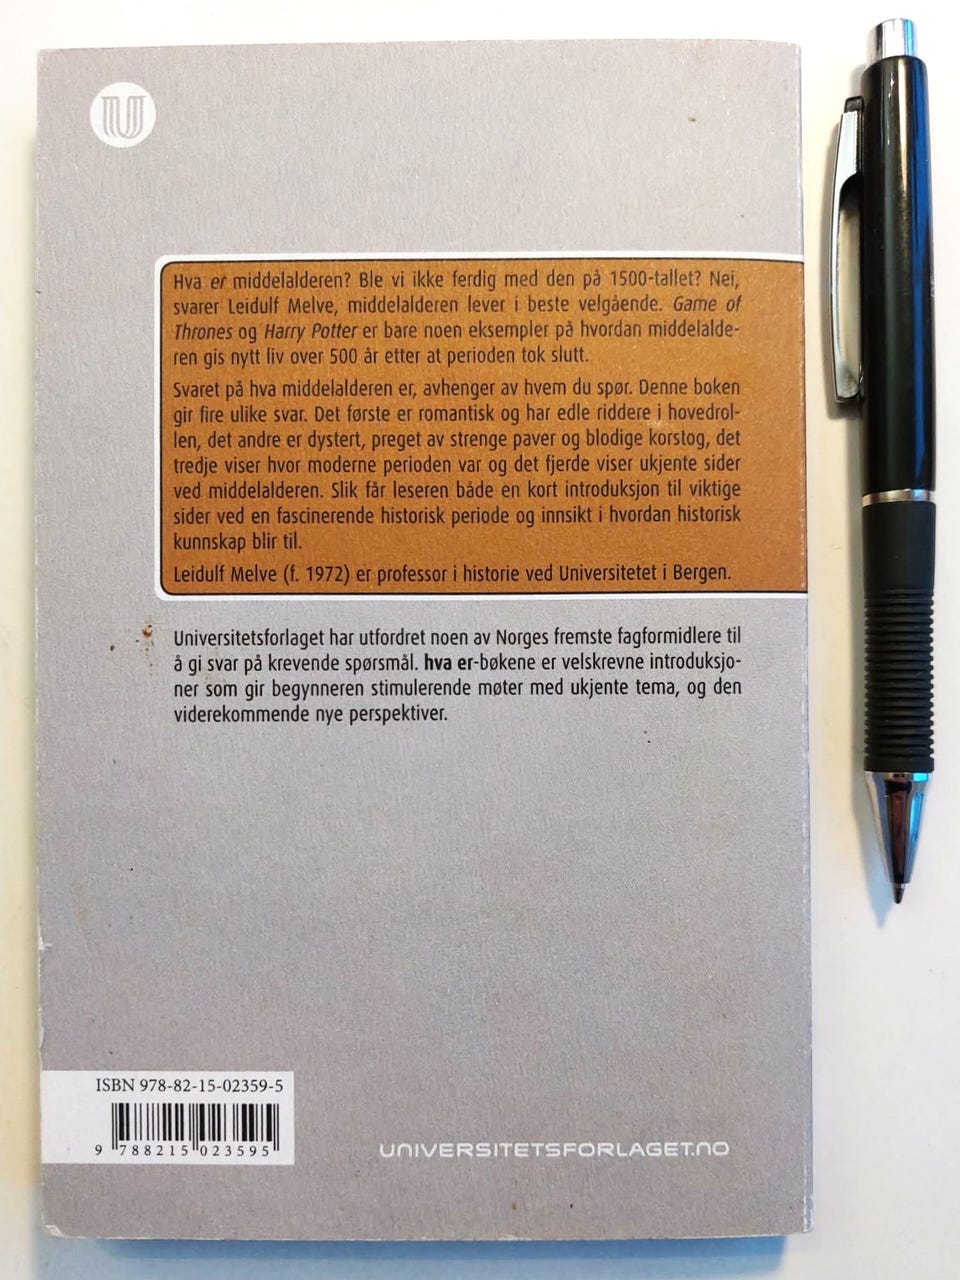 U
Hva er middelalderen? Ble vi ikke ferdig med den på 1500-tallet? Nei,
svarer Leidulf Melve, middelalderen lever i beste velgående. Game of
Thrones og Harry Potter er bare noen eksempler på hvordan middelalde-
ren gis nytt liv over 500 år etter at perioden tok slutt.
Svaret på hva middelalderen er, avhenger av hvem du spør. Denne boken
gir fire ulike svar. Det første er romantisk og har edle riddere i hovedrol-
len, det andre er dystert, preget av strenge paver og blodige korstog, det
tredje viser hvor moderne perioden var og det fjerde viser ukjente sider
ved middelalderen. Slik får leseren både en kort introduksjon til viktige
sider ved en fascinerende historisk periode og innsikt i hvordan historisk
kunnskap blir til.
Leidulf Melve (f. 1972) er professor i historie ved Universitetet i Bergen.
Universitetsforlaget har utfordret noen av Norges fremste fagformidlere til
å gi svar på krevende spørsmål. hva er-bøkene er velskrevne introduksjo-
ner som gir begynneren stimulerende møter med ukjente tema, og den
viderekommende nye perspektiver.
ISBN 978-82-15-02359-5
9 788215 023595
UNIVERSITETSFORLAGET.NO